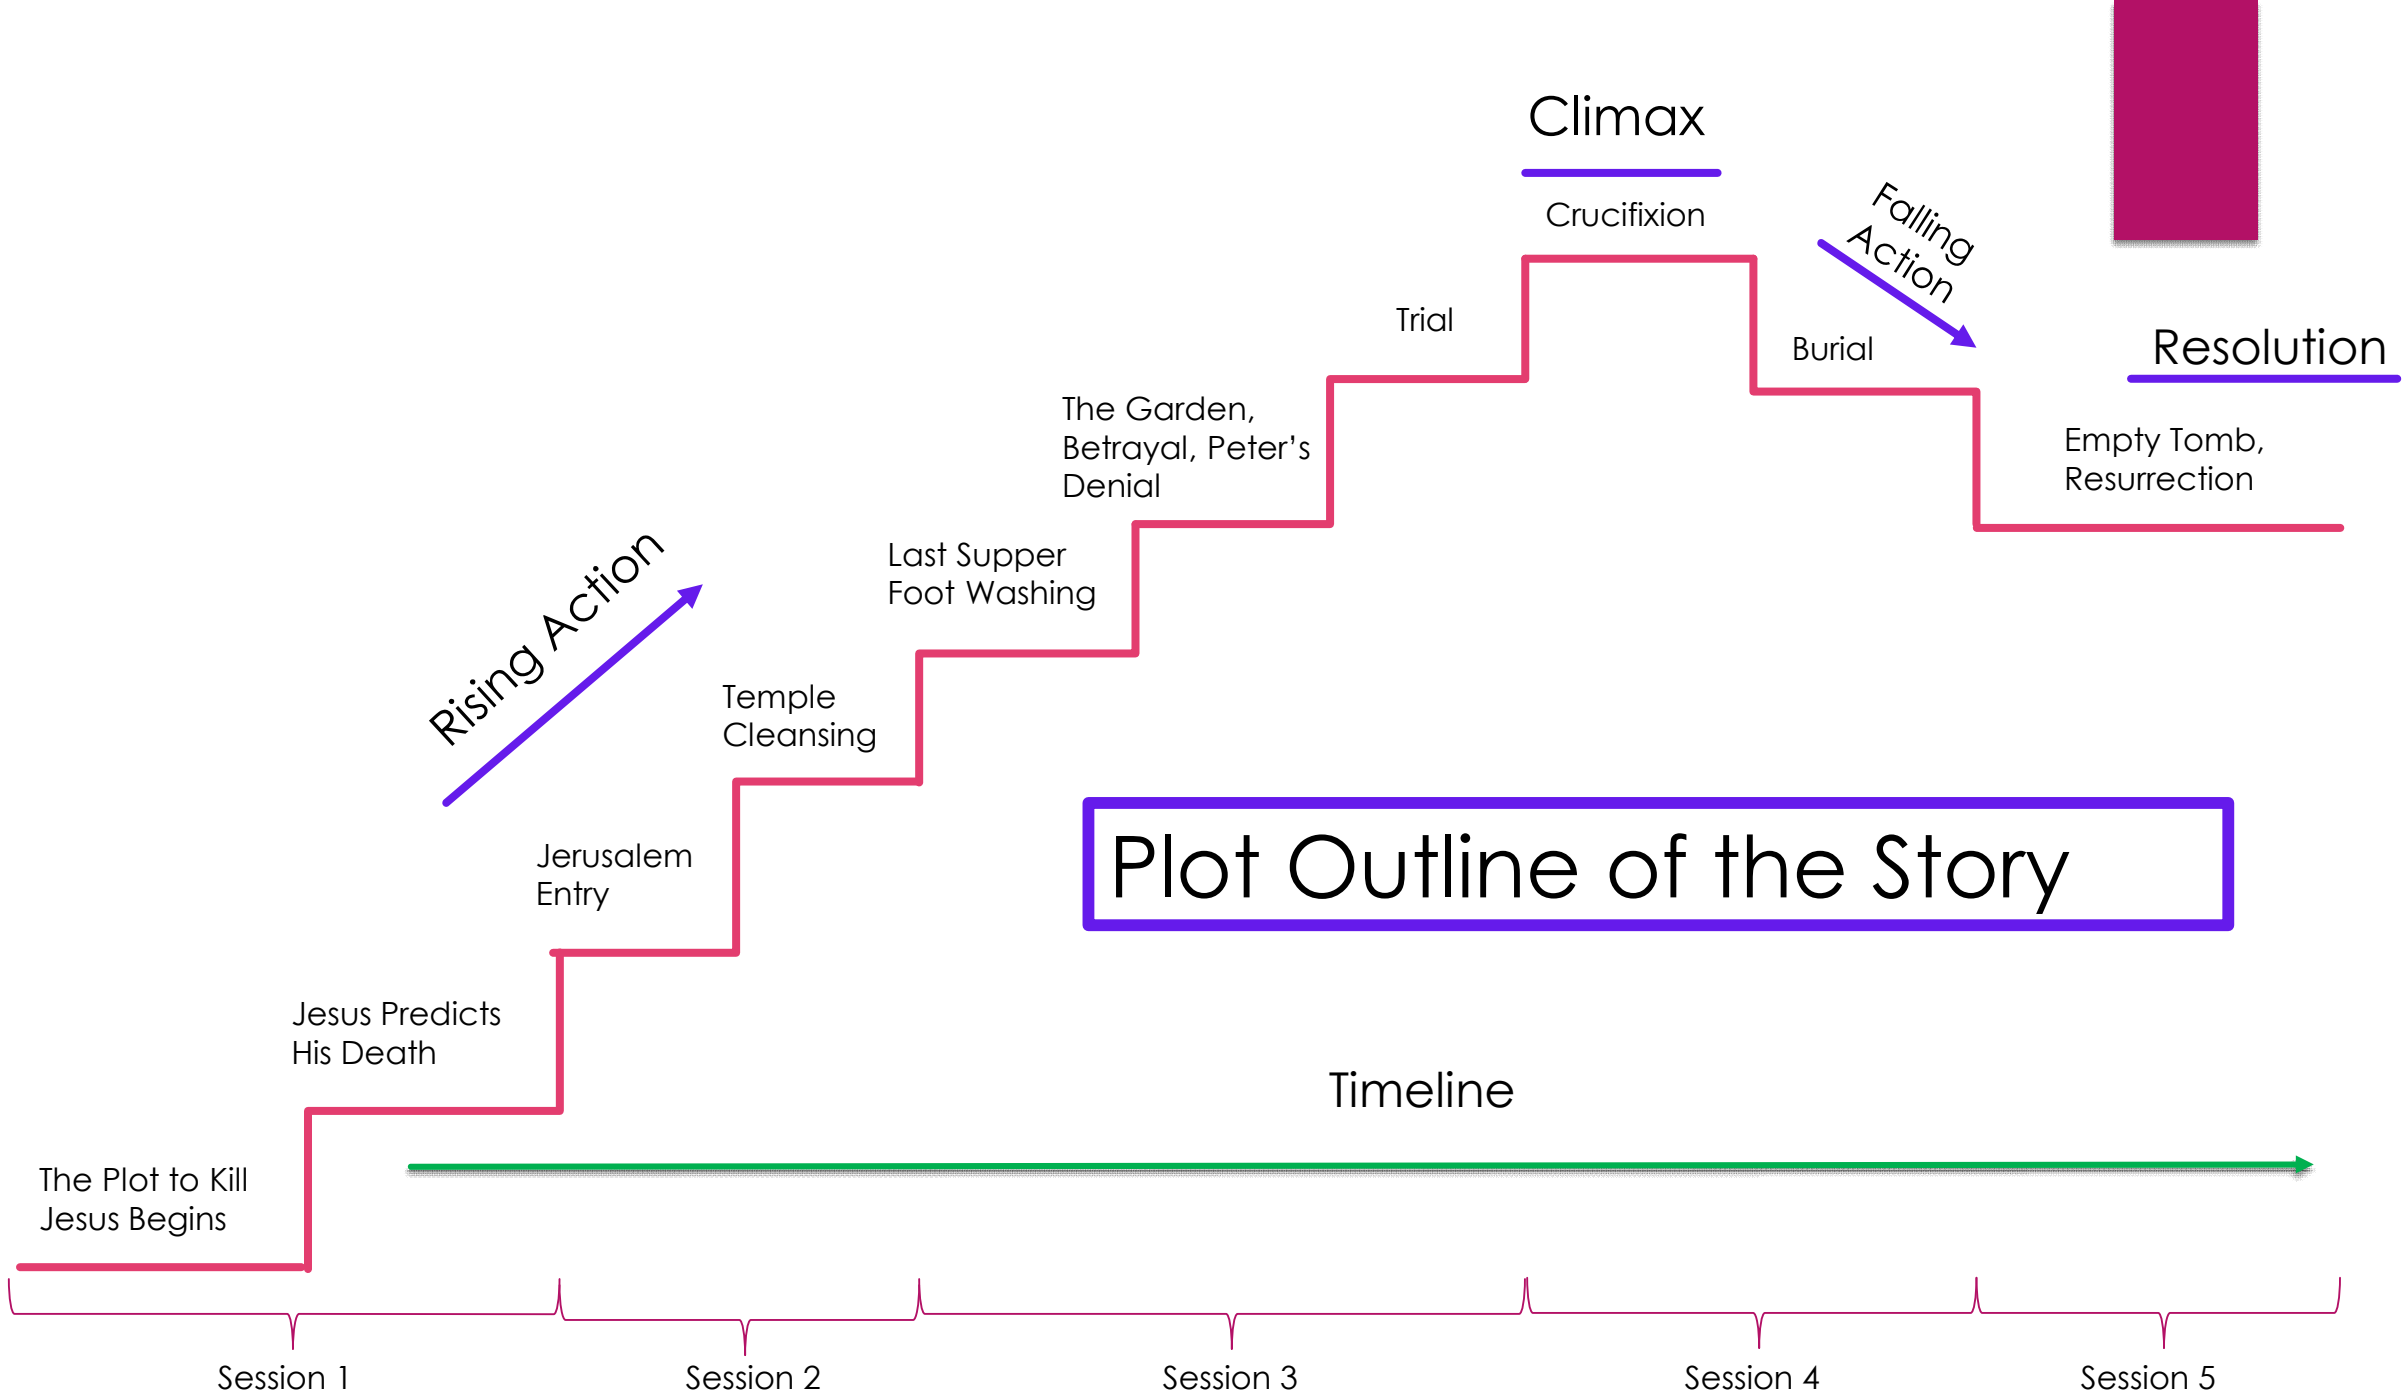 Climax
Crucifixion
Falling
Action
Trial
Burial
Resolution
The Garden,
Betrayal, Peter's
Denial
Empty Tomb,
Resurrection
Rising Action
Last Supper
Foot Washing
Temple
Cleansing
Jerusalem
Entry
Plot Outline of the Story
Jesus Predicts
His Death
Timeline
The Plot to Kill
Jesus Begins
Session 1
Session 2
Session 3
Session 4
Session 5